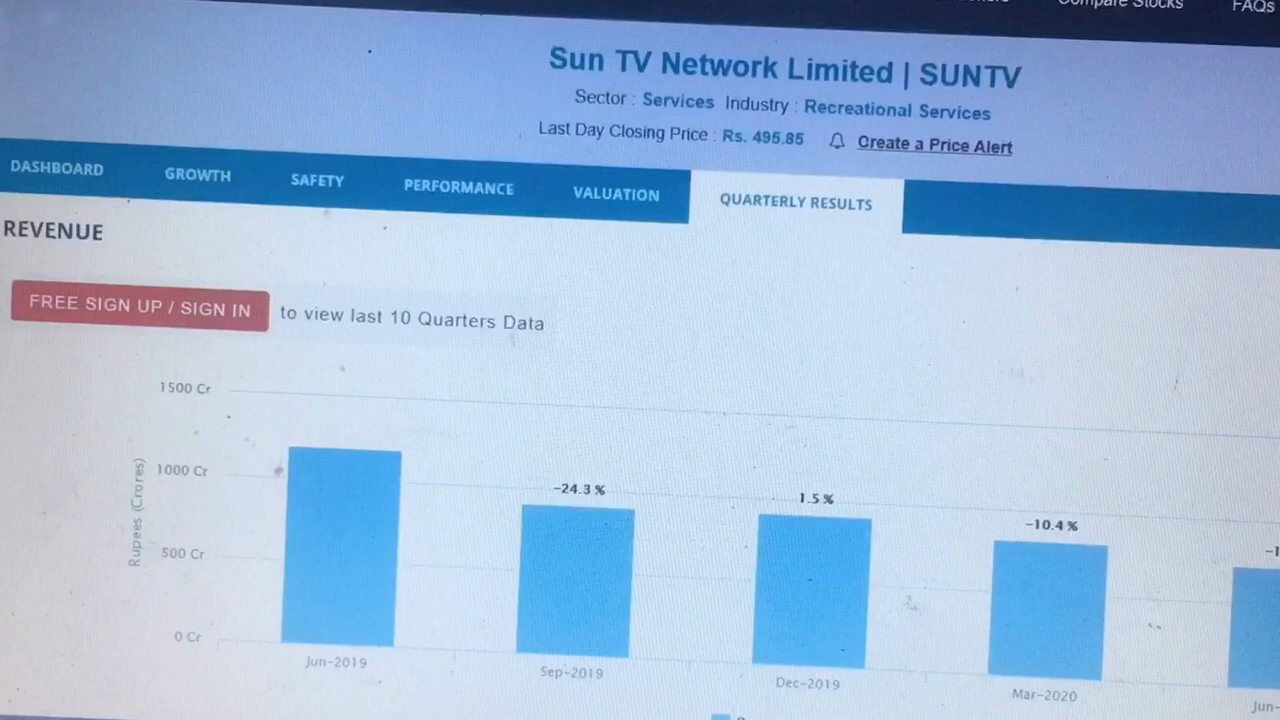 Compare Stocks
FAQs
Sun TV Network Limited | SUNTV
Sector : Services Industry : Recreational Services
Last Day Closing Price : Rs. 495.85 Create a Price Alert
DASHBOARD GROWTH SAFETY PERFORMANCE VALUATION QUARTERLY RESULTS
REVENUE
FREE SIGN UP / SIGN IN to view last 10 Quarters Data
1500 Cr
1000 Cr
500 Cr
0 Cr
Rupees (Crores)
-24.3 %
1.5 %
-10.4 %
Jun-2019
Sep-2019
Dec-2019
Mar-2020
Jun-